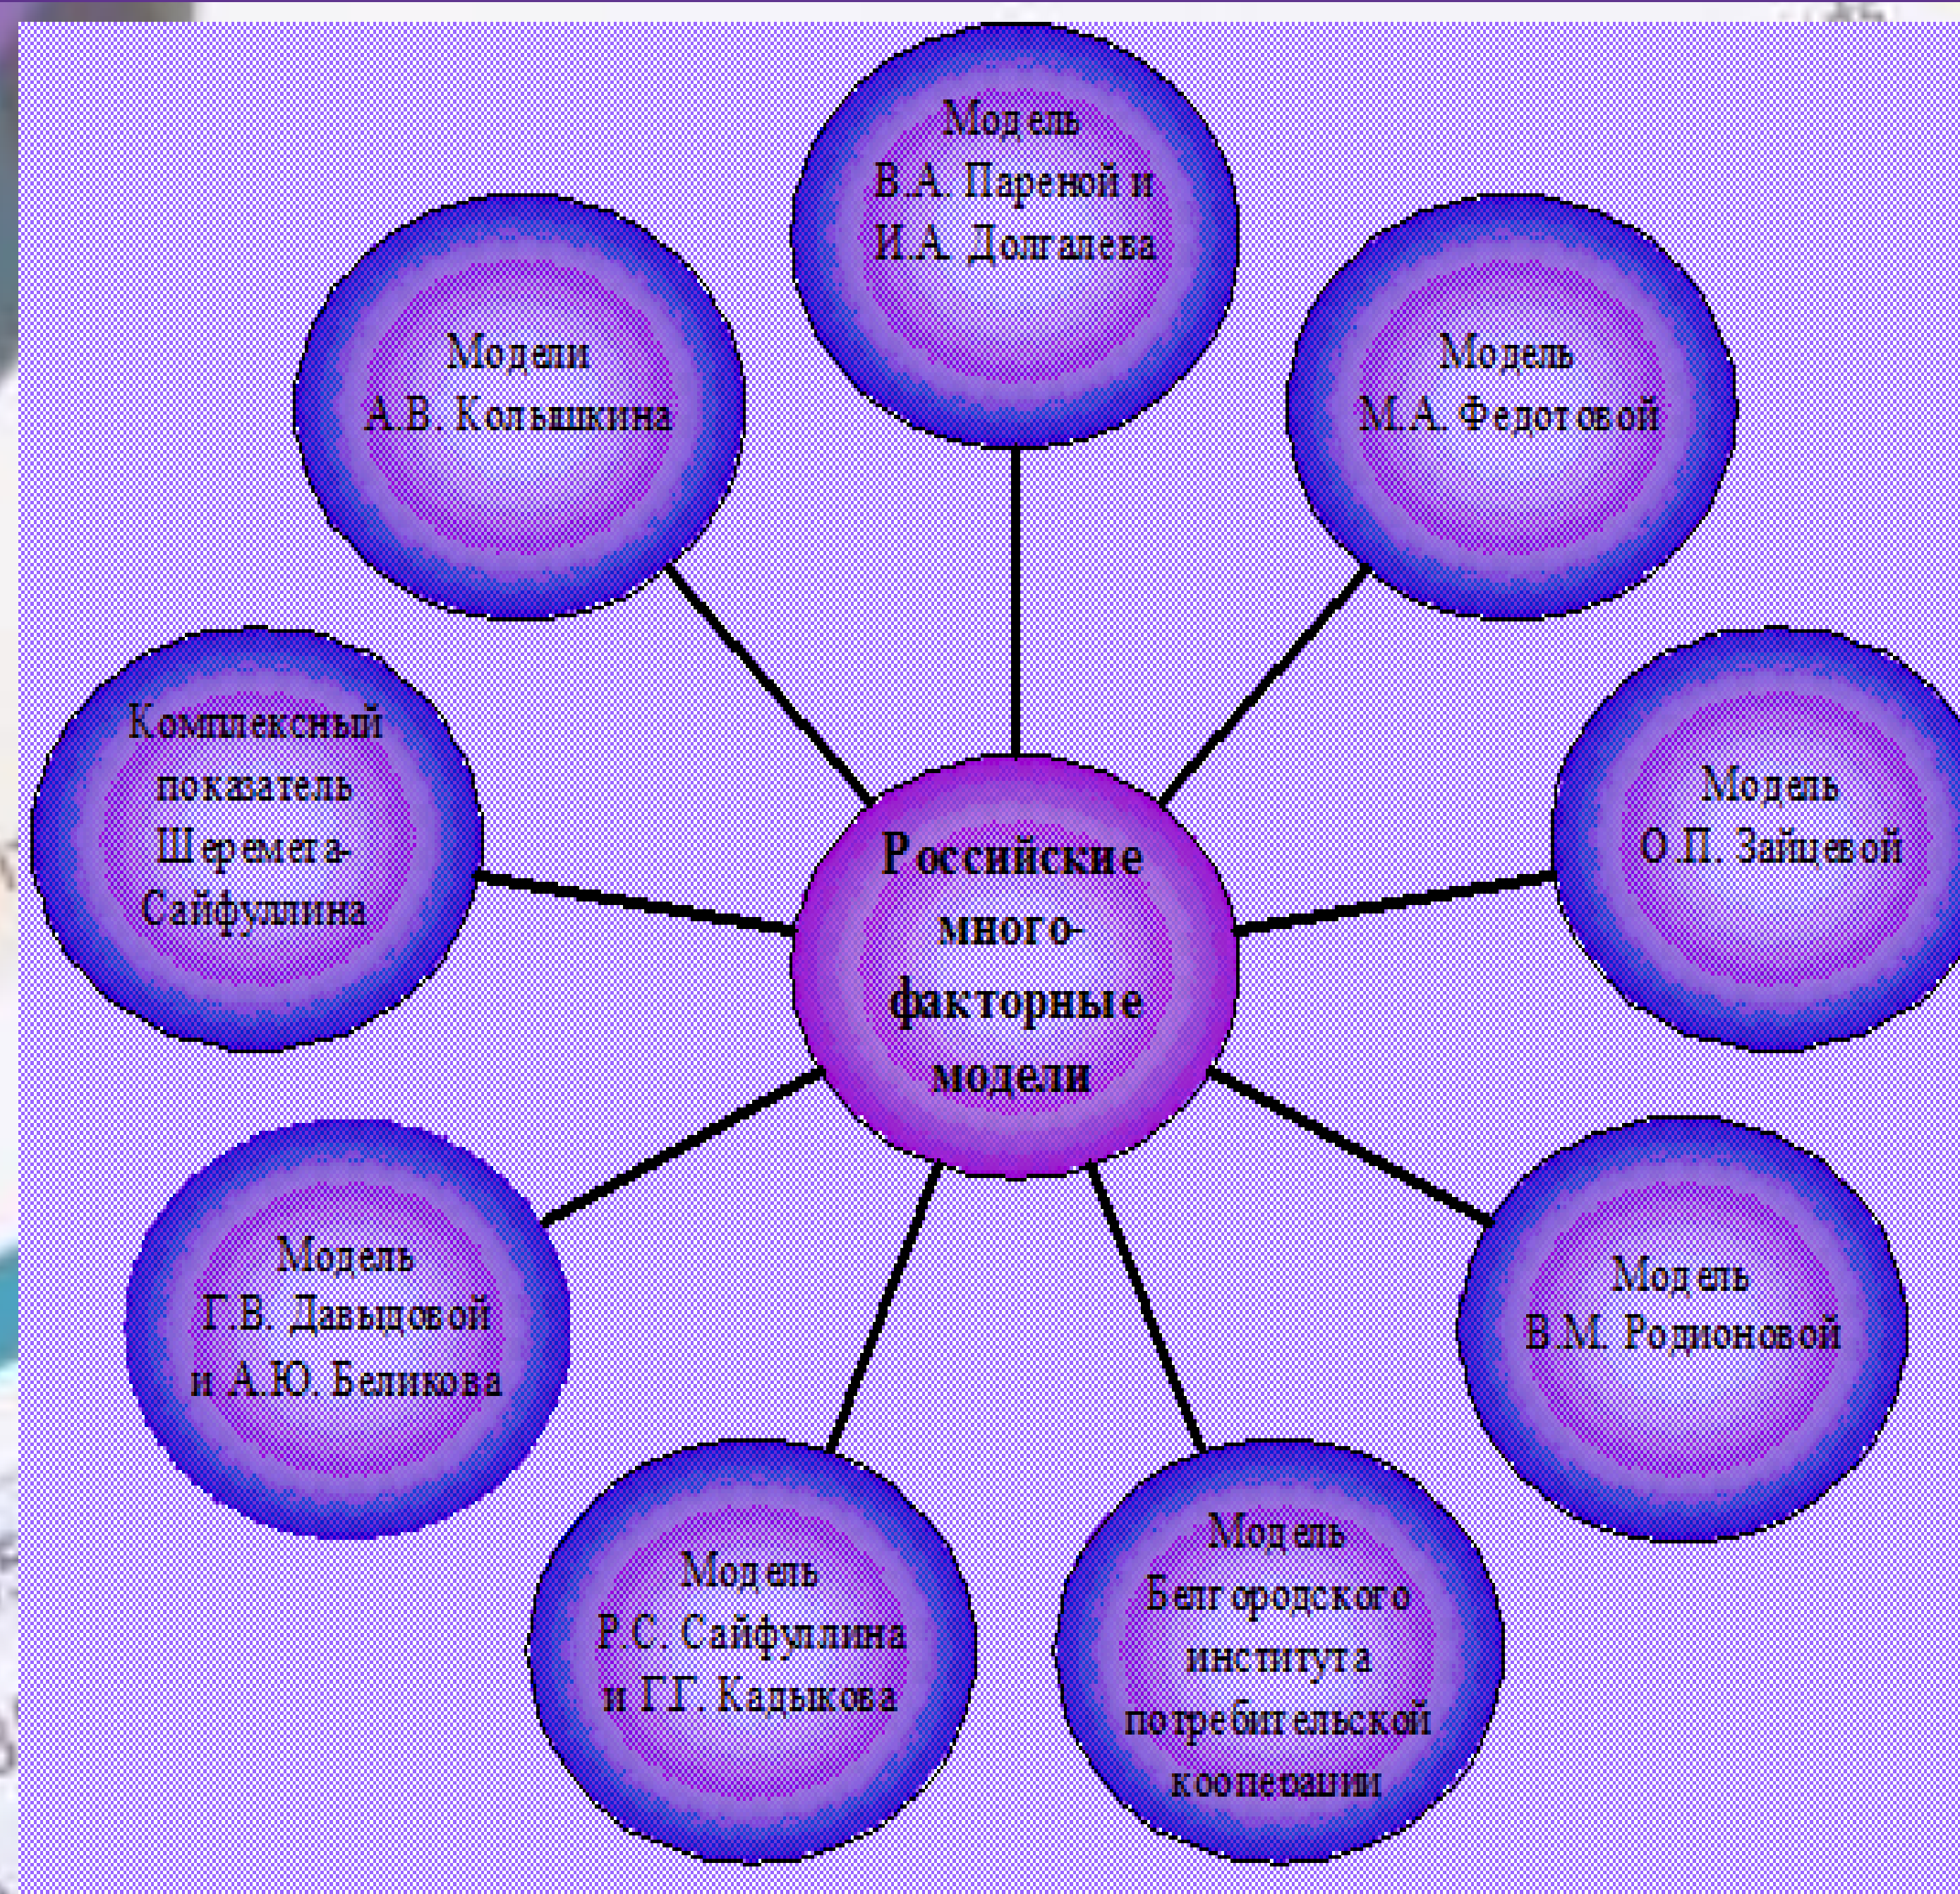 Модель
В.А. Пареной и
И.А. Долгалева
Модели
А.В. Колышкина
Модель
М.А. Федотовой
Комплексный
показатель
Шеремета-
Сайфуллина
Модель
О.П. Зайцевой
Российские
много-
факторные
модели
Модель
Г.В. Давыдовой
и А.Ю. Беликова
Модель
В.М. Родионовой
Модель
Р.С. Сайфуллина
и Г.Г. Кадыкова
Модель
Белгородского
института
потребительской
кооперации